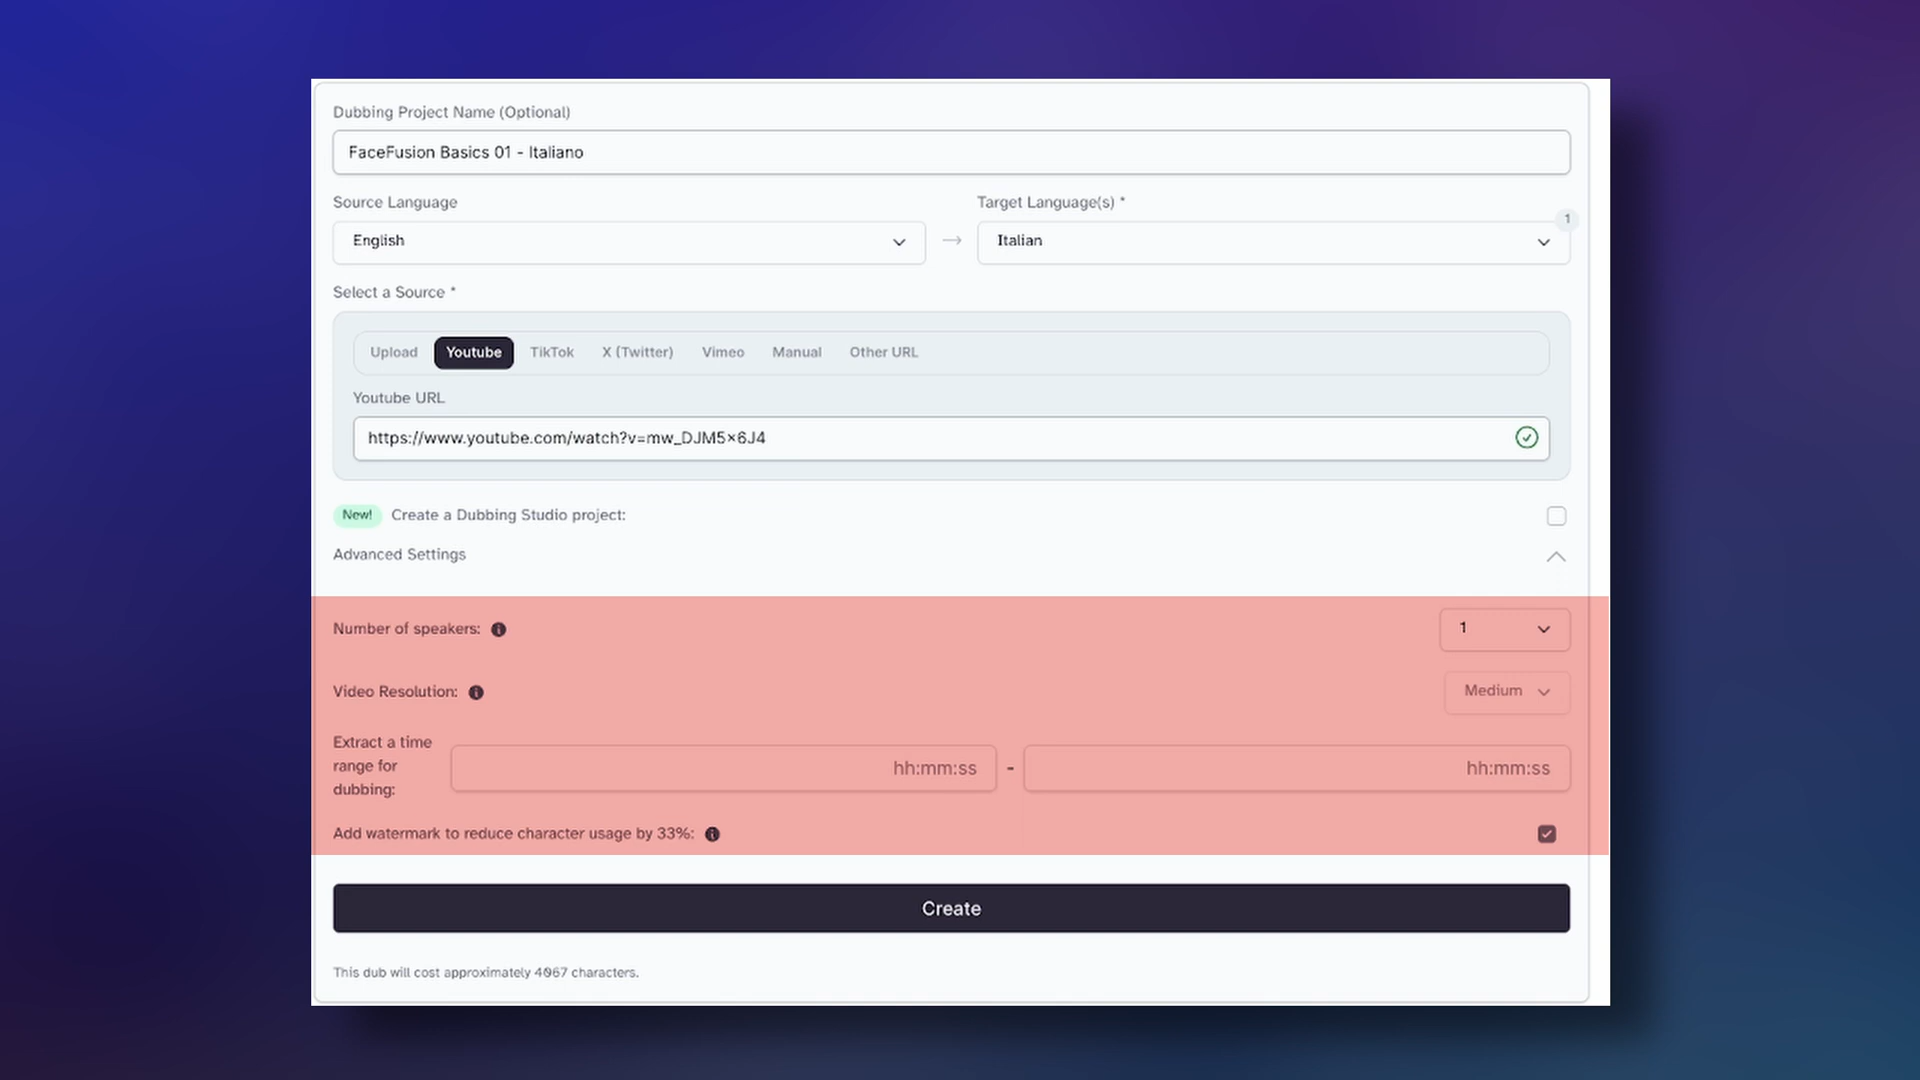 Dubbing Project Name (Optional)
FaceFusion Basics 01 - Italiano
Source Language
Target Language(s) *
1
English
Italian
Select a Source *
Upload Youtube TikTok X (Twitter) Vimeo Manual Other URL
Youtube URL
https://www.youtube.com/watch?v=mw_DJM5×6J4
New! Create a Dubbing Studio project:
Advanced Settings
Number of speakers:
1
Video Resolution:
Medium
Extract a time
range for
dubbing:
hh:mm:ss - hh:mm:ss
Add watermark to reduce character usage by 33%:
Create
This dub will cost approximately 4067 characters.